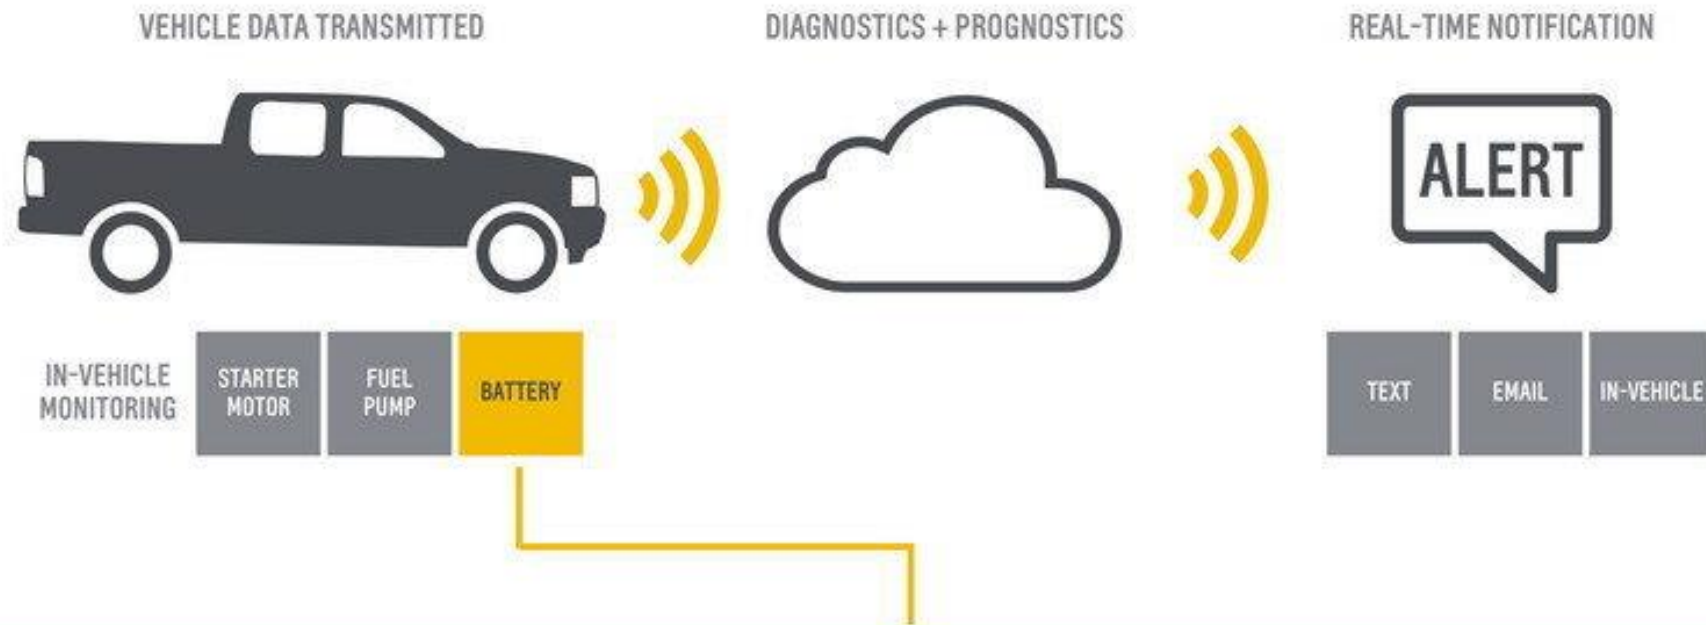 VEHICLE DATA TRANSMITTED
DIAGNOSTICS + PROGNOSTICS
REAL-TIME NOTIFICATION
ALERT
IN-VEHICLE
MONITORING
STARTER
MOTOR
FUEL
PUMP
BATTERY
TEXT
EMAIL
IN-VEHICLE